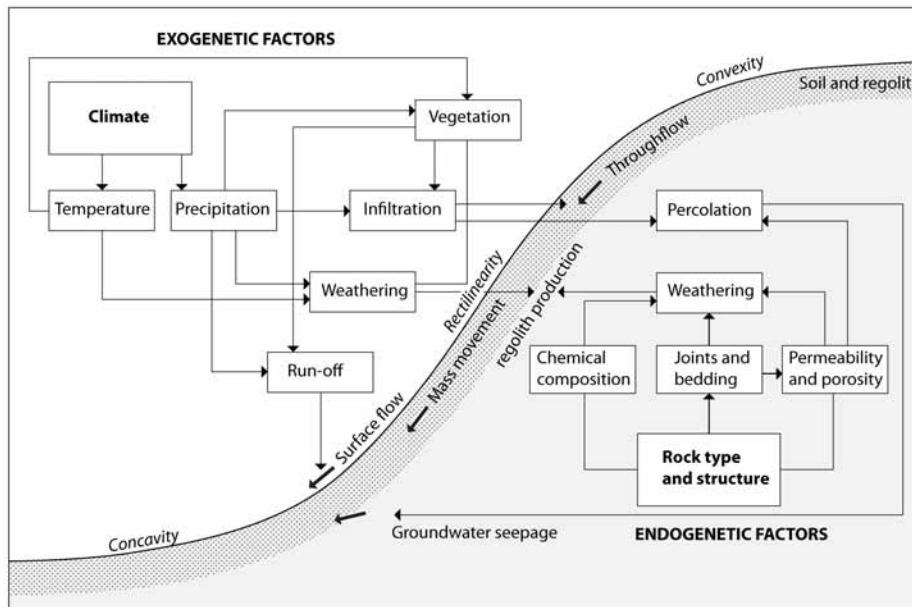 EXOGENETIC FACTORS
Convexity
Soil and regolit
Climate
Vegetation
Throughflow
Temperature
Precipitation
Infiltration
Percolation
Rectilinearity
Weathering
regolith production
Weathering
Mass movement
Run-off
Chemical
composition
Joints and
bedding
Permeability
and porosity
Surface flow
Rock type
and structure
Concavity
Groundwater seepage
ENDOGENETIC FACTORS